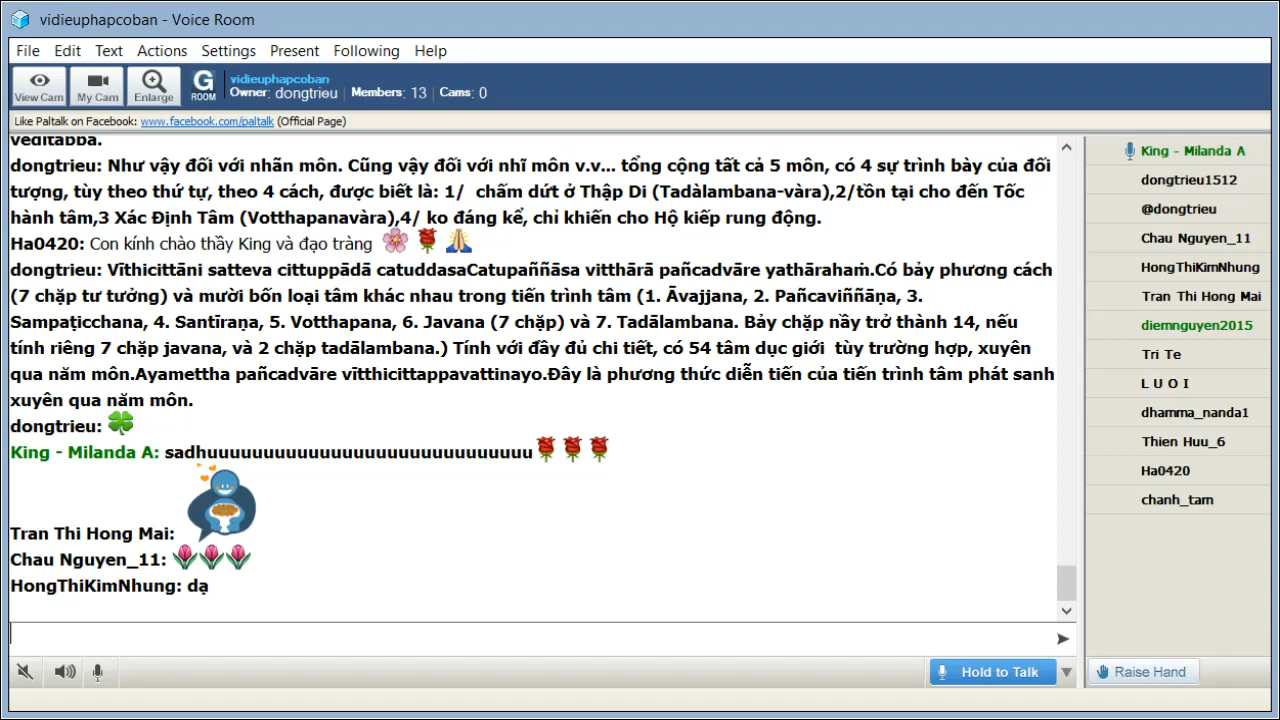 vidieuphapcoban - Voice Room
File Edit Text Actions Settings Present Following Help
View Cam My Cam Enlarge G ROOM
vidieuphapcoban
Owner: dongtrieu | Members: 13 | Cams: 0
Like Paltalk on Facebook: www.facebook.com/paltalk (Official Page)
veditabba.
dongtrieu: Như vậy đối với nhãn môn. Cũng vậy đối với nhĩ môn v.v... tổng cộng tất cả 5 môn, có 4 sự trình bày của đối
tượng, tùy theo thứ tự, theo 4 cách, được biết là: 1/ chấm dứt ở Thập Di (Tadàlambana-vàra),2/tồn tại cho đến Tốc
hành tâm,3 Xác Định Tâm (Votthapanavàra),4/ ko đáng kể, chỉ khiến cho Hộ kiếp rung động.
Ha0420: Con kính chào thầy King và đạo tràng
dongtrieu: Vīthicittāni satteva cittuppādā catuddasaCatupaññāsa vitthārā pañcadvāre yathārahaṁ.Có bảy phương cách
(7 chặp tư tưởng) và mười bốn loại tâm khác nhau trong tiến trình tâm (1. Āvajjana, 2. Pañcaviññāṇa, 3.
Sampaṭicchana, 4. Santīraṇa, 5. Votthapana, 6. Javana (7 chặp) và 7. Tadālambana. Bảy chặp nầy trở thành 14, nếu
tính riêng 7 chặp javana, và 2 chặp tadālambana.) Tính với đầy đủ chi tiết, có 54 tâm dục giới tùy trường hợp, xuyên
qua năm môn.Ayamettha pañcadvāre vītthicittappavattinayo.Đây là phương thức diễn tiến của tiến trình tâm phát sanh
xuyên qua năm môn.
dongtrieu:
King - Milanda A: sadhuuuuuuuuuuuuuuuuuuuuuuuuuuuuu
Tran Thi Hong Mai:
Chau Nguyen_11:
HongThiKimNhung: dạ
King - Milanda A
dongtrieu1512
@dongtrieu
Chau Nguyen_11
HongThiKimNhung
Tran Thi Hong Mai
diemnguyen2015
Tri Te
L U O I
dhamma_nanda1
Thien Huu_6
Ha0420
chanh_tam
Hold to Talk
Raise Hand